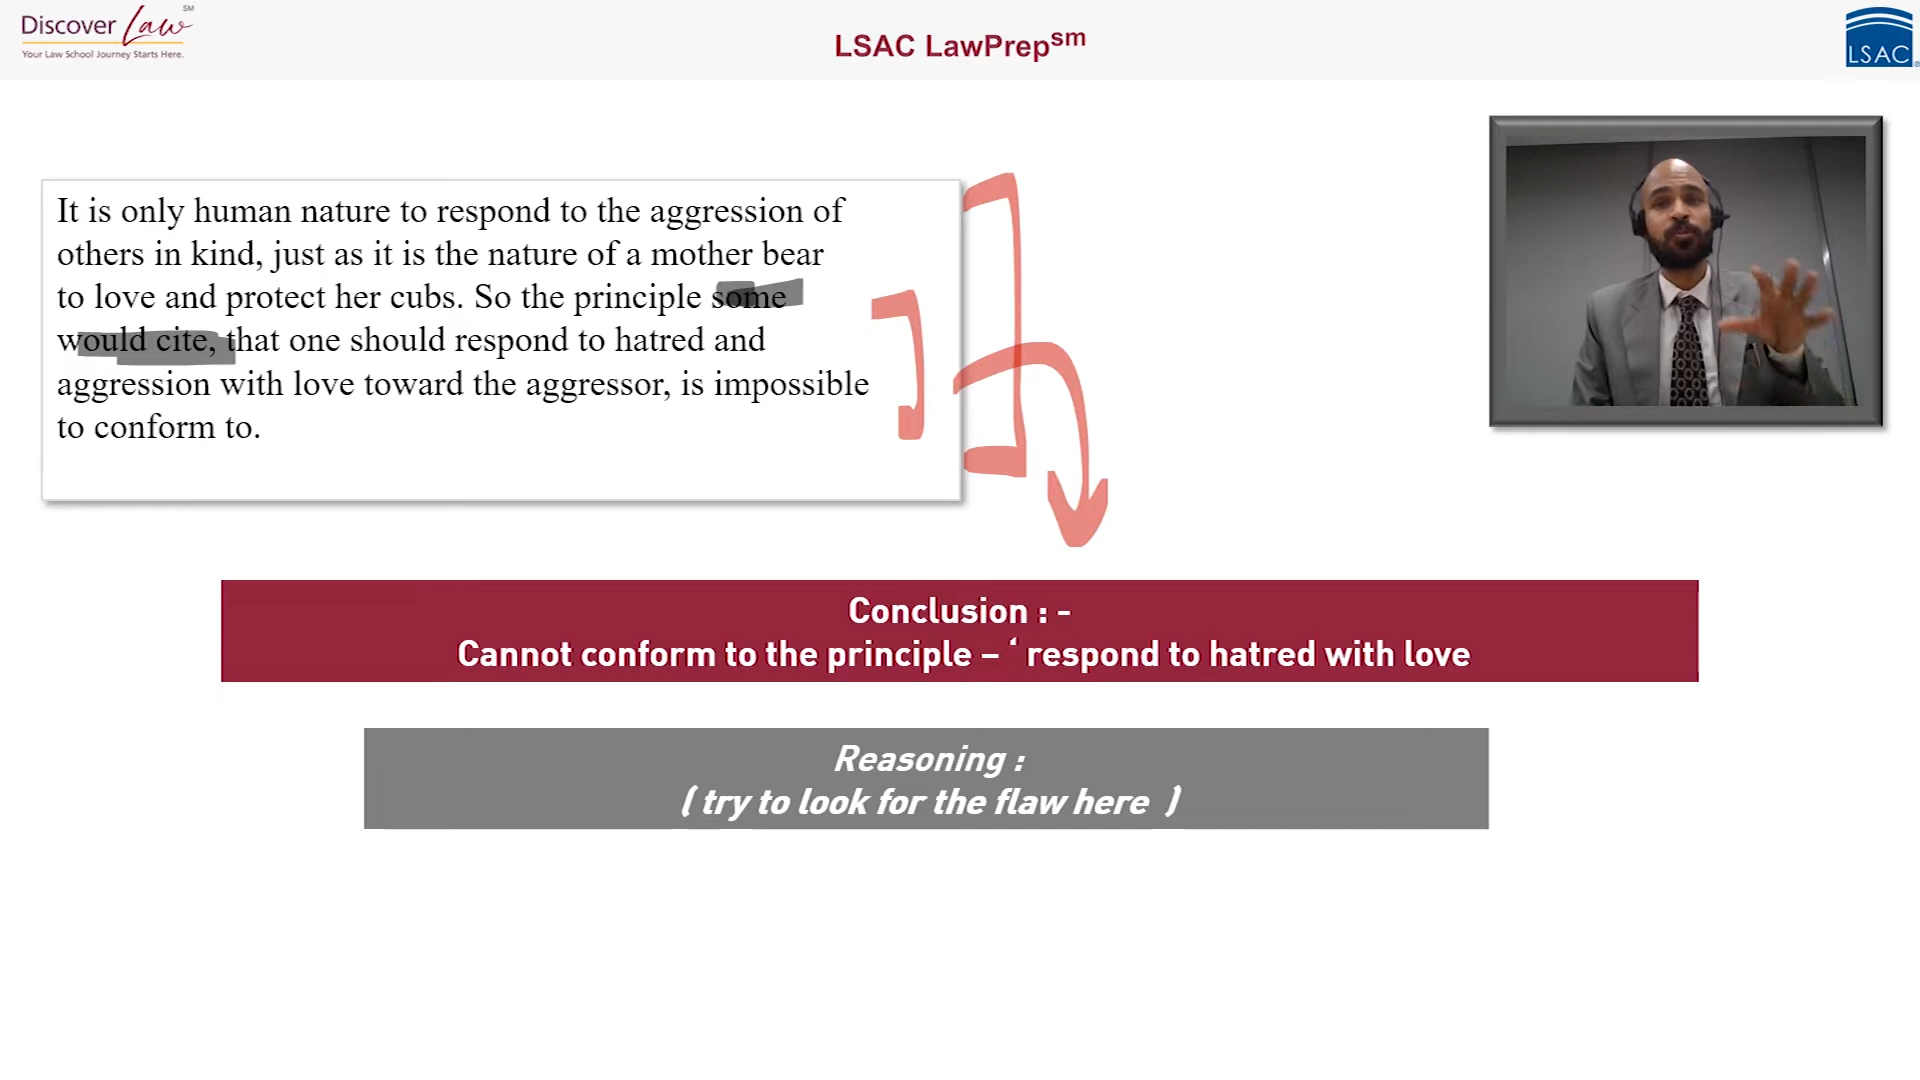 Discover Law SM
Your Law School Journey Starts Here.
LSAC LawPrepsm
LSAC
It is only human nature to respond to the aggression of
others in kind, just as it is the nature of a mother bear
to love and protect her cubs. So the principle some
would cite, that one should respond to hatred and
aggression with love toward the aggressor, is impossible
to conform to.
Conclusion : -
Cannot conform to the principle – ‘ respond to hatred with love
Reasoning :
( try to look for the flaw here )